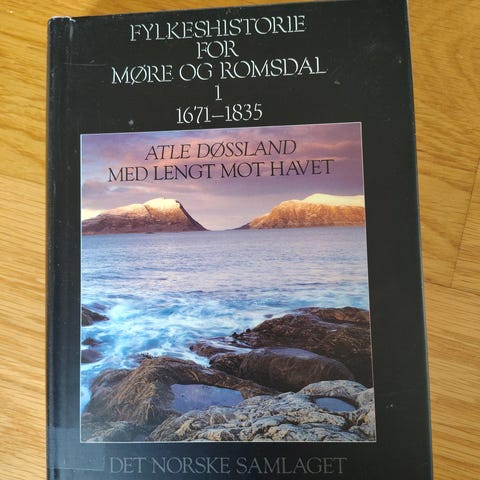 FYLKESHISTORIE
FOR
MØRE OG ROMSDAL
1
1671–1835
ATLE DØSSLAND
MED LENGT MOT HAVET
DET NORSKE SAMLAGET